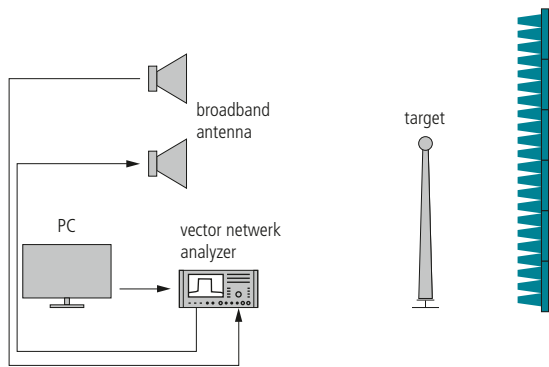 broadband
antenna
target
PC
vector netwerk
analyzer